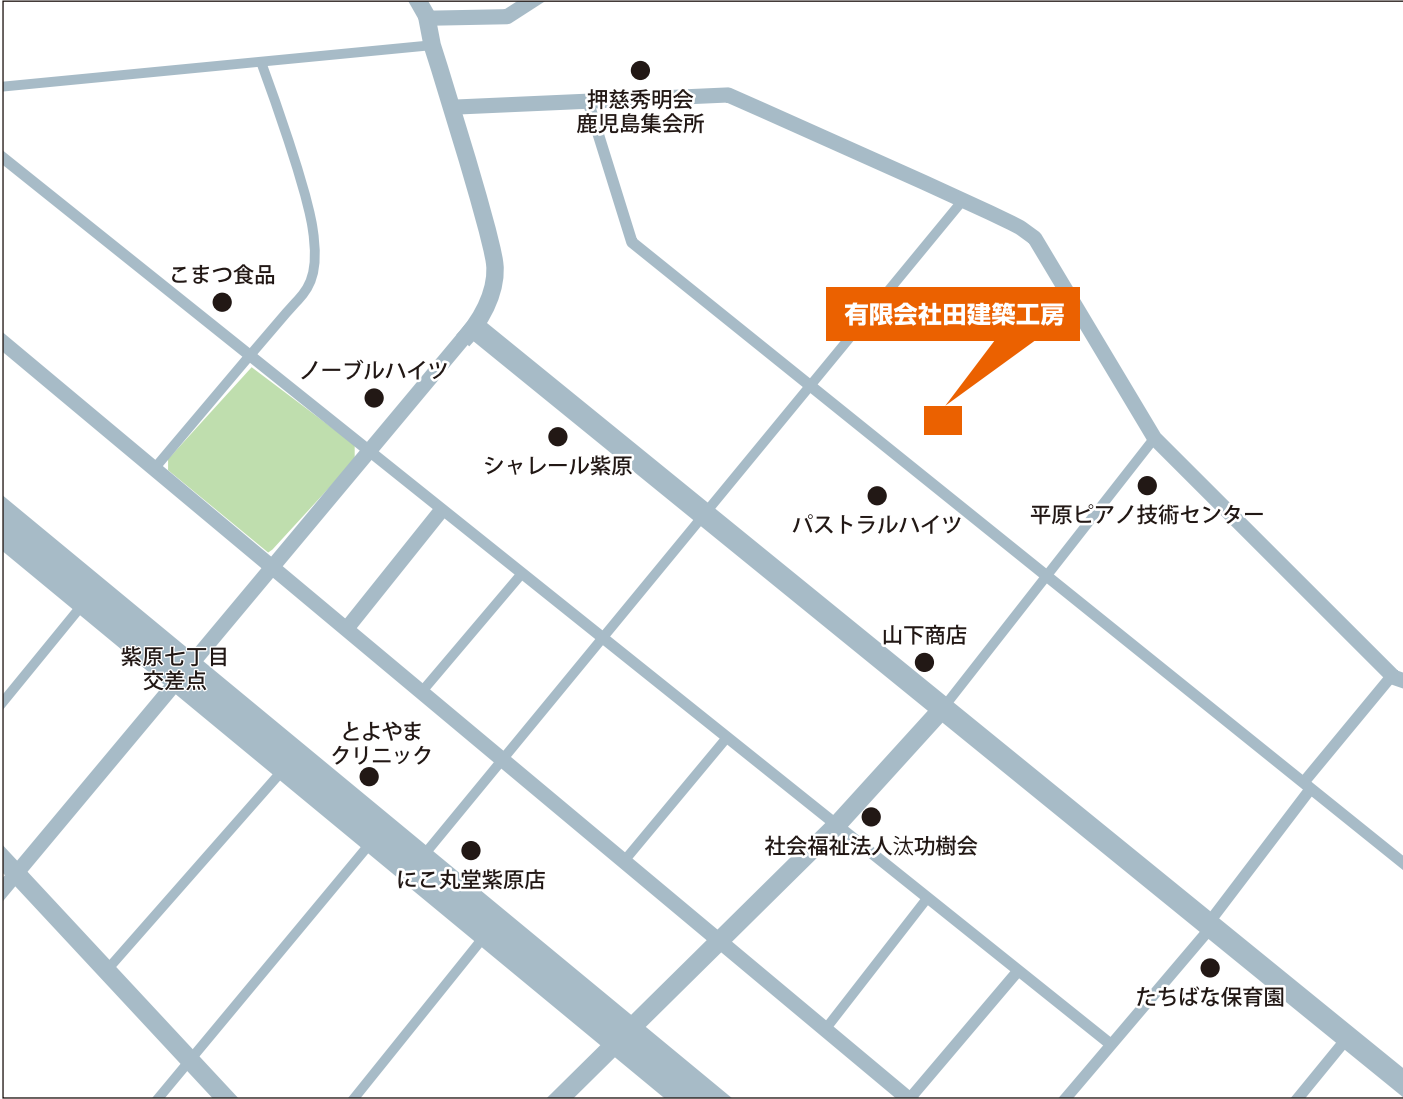 押慈秀明会
鹿児島集会所
こまつ食品
有限会社田建築工房
ノーブルハイツ
シャレール紫原
パストラルハイツ
平原ピアノ技術センター
山下商店
紫原七丁目
交差点
とよやま
クリニック
社会福祉法人汰功樹会
にこ丸堂紫原店
たちばな保育園